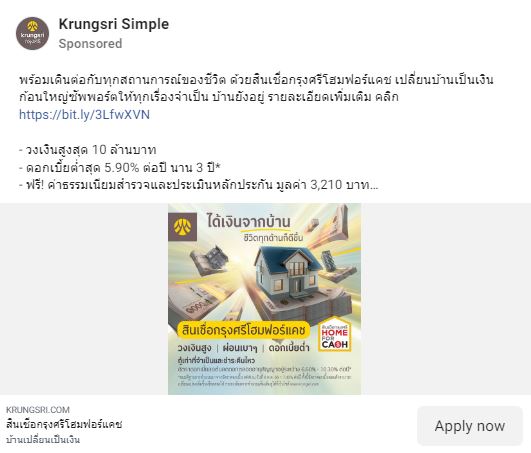 Krungsri Simple
Sponsored
krungsri
กรุงศรี
พร้อมเดินต่อกับทุกสถานการณ์ของชีวิต ด้วยสินเชื่อกรุงศรีโฮมฟอร์แคช เปลี่ยนบ้านเป็นเงิน
ก้อนใหญ่ซัพพอร์ตให้ทุกเรื่องจำเป็น บ้านยังอยู่ รายละเอียดเพิ่มเติม คลิก
https://bit.ly/3LfwXVN
- วงเงินสูงสุด 10 ล้านบาท
- ดอกเบี้ยต่ำสุด 5.90% ต่อปี นาน 3 ปี*
- ฟรี! ค่าธรรมเนียมสำรวจและประเมินหลักประกัน มูลค่า 3,210 บาท...
ได้เงินจากบ้าน
ชีวิตทุกด้านก็ดีขึ้น
สินเชื่อกรุงศรีโฮมฟอร์แคช
วงเงินสูง | ผ่อนเบาๆ | ดอกเบี้ยต่ำ
HOME
FOR
CASH
กู้เท่าที่จำเป็นและชำระคืนไหว
KRUNGSRI.COM
สินเชื่อกรุงศรีโฮมฟอร์แคช
บ้านเปลี่ยนเป็นเงิน
Apply now